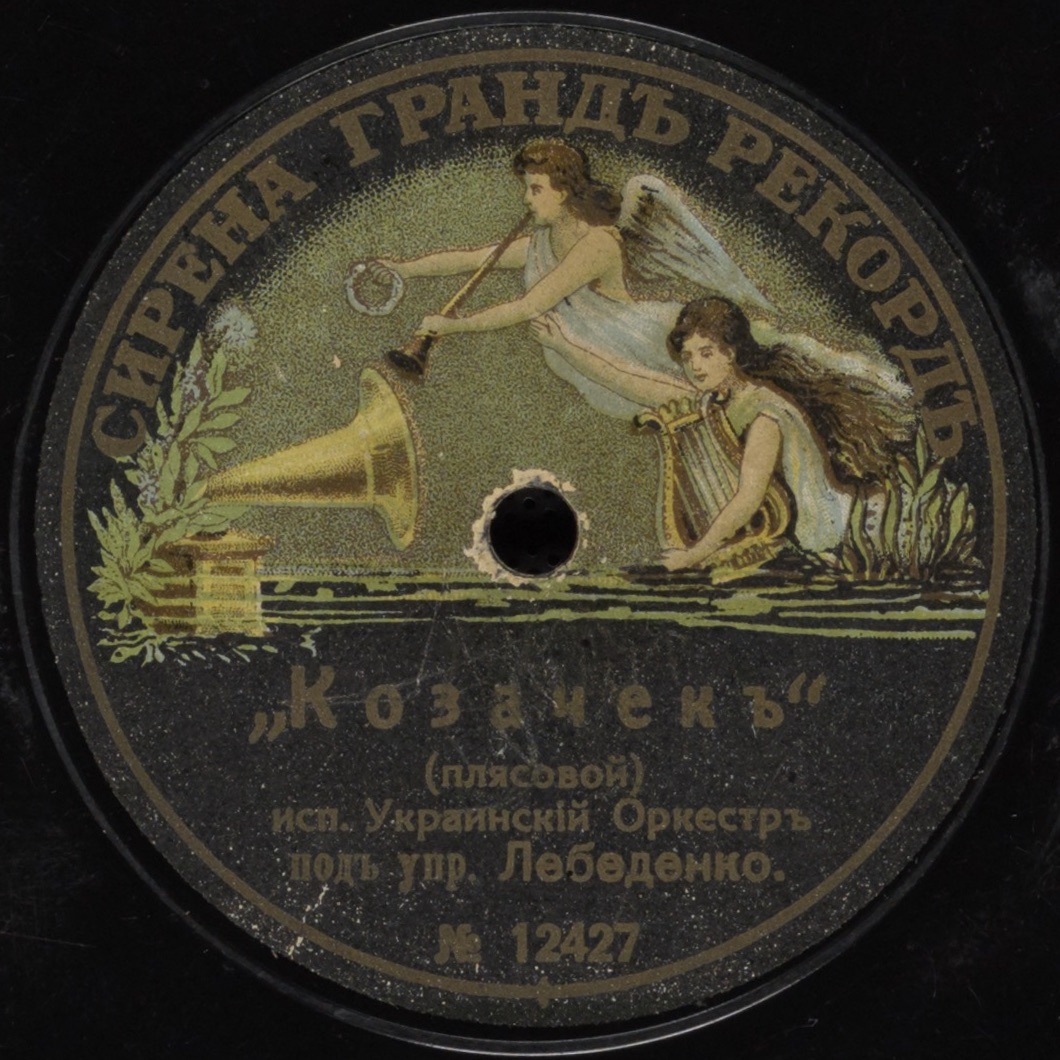 СИРЕНА ГРАНДЪ РЕКОРДЪ
„Козачекъ“
(плясовой)
исп. Украинскій Оркестръ
подъ упр. Лебеденко.
№ 12427